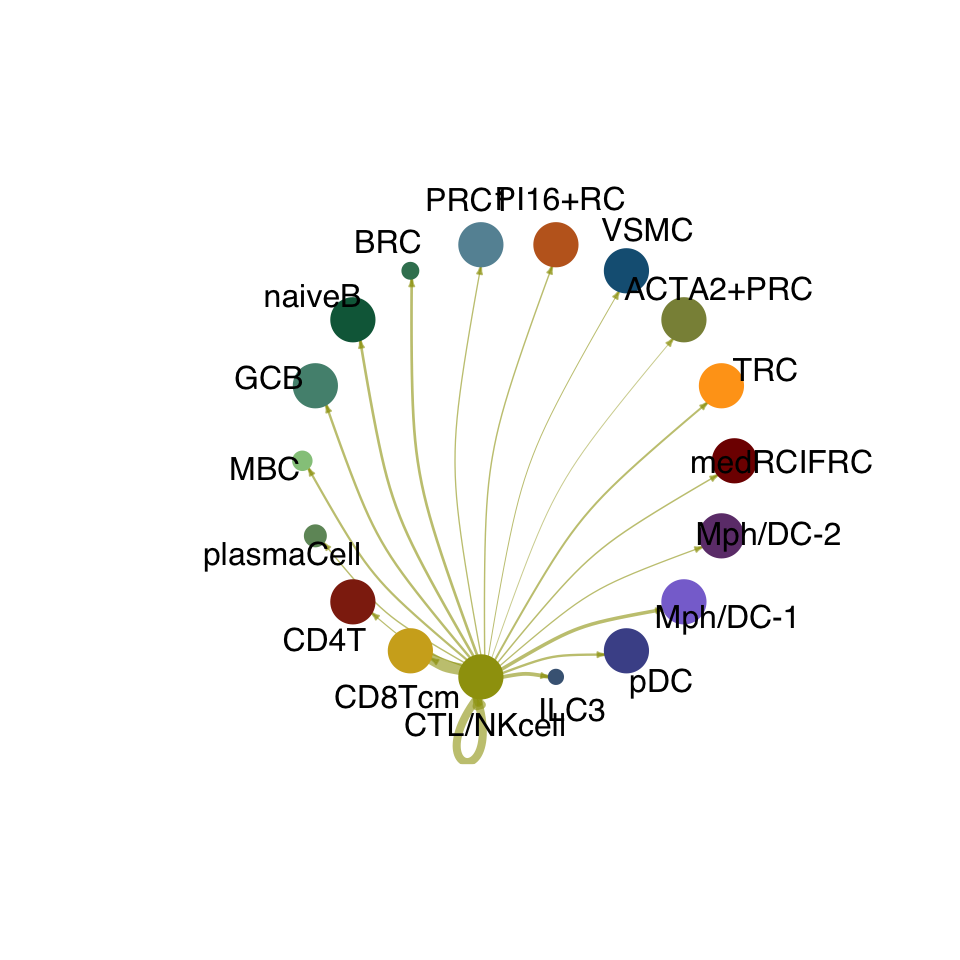 PRC1
PI16+RC
VSMC
BRC
ACTA2+PRC
naiveB
TRC
GCB
medRCIFRC
MBC
Mph/DC-2
plasmaCell
Mph/DC-1
CD4T
pDC
CD8Tcm
ILC3
CTL/NKcell